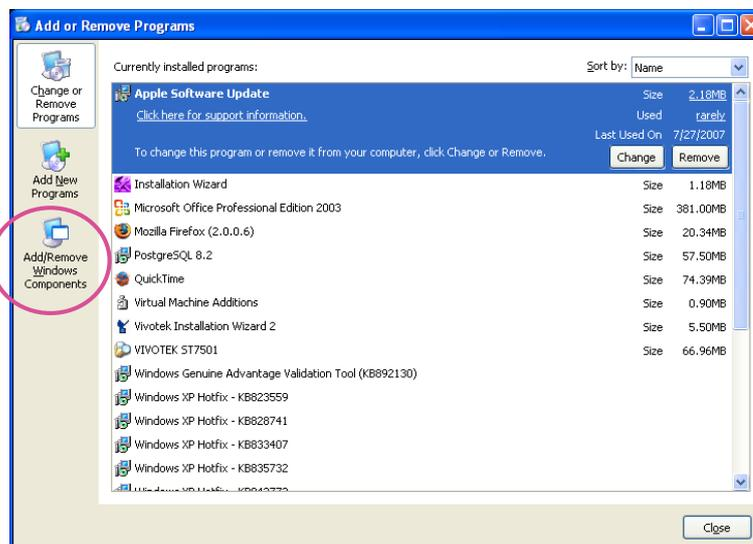 Add or Remove Programs
Change or
Remove
Programs
Add New
Programs
Add/Remove
Windows
Components
Currently installed programs:
Sort by: Name
Apple Software Update Size 2.18MB
Click here for support information. Used rarely
Last Used On 7/27/2007
To change this program or remove it from your computer, click Change or Remove. Change Remove
Installation Wizard Size 1.18MB
Microsoft Office Professional Edition 2003 Size 381.00MB
Mozilla Firefox (2.0.0.6) Size 20.34MB
PostgreSQL 8.2 Size 57.50MB
QuickTime Size 74.39MB
Virtual Machine Additions Size 0.90MB
Vivotek Installation Wizard 2 Size 5.50MB
VIVOTEK ST7501 Size 66.96MB
Windows Genuine Advantage Validation Tool (KB892130)
Windows XP Hotfix - KB823559
Windows XP Hotfix - KB828741
Windows XP Hotfix - KB833407
Windows XP Hotfix - KB835732
Windows XP Hotfix
Close